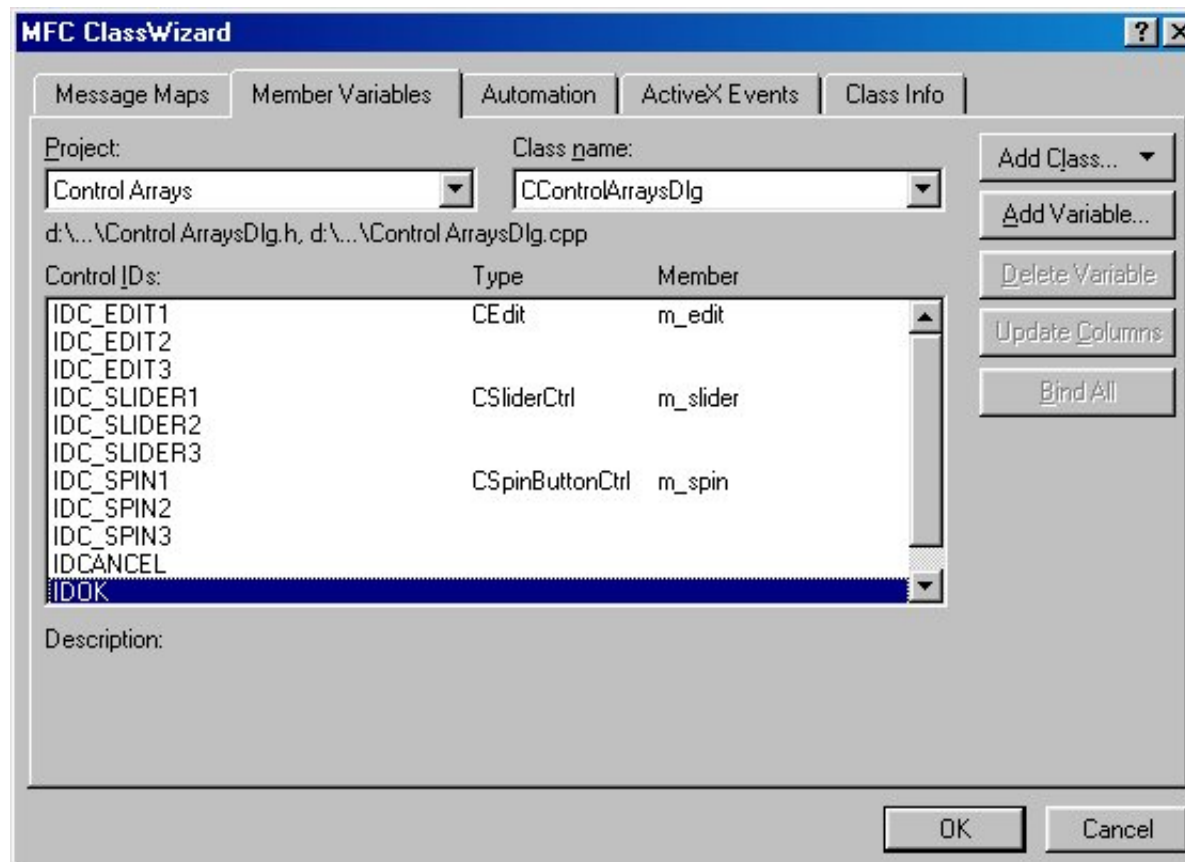 MFC ClassWizard
Message Maps Member Variables Automation ActiveX Events Class Info
Project: Class name:
Control Arrays CControlArraysDlg
Add Class...
d:\...\Control ArraysDlg.h, d:\...\Control ArraysDlg.cpp
Add Variable...
Control IDs: Type Member
Delete Variable
IDC_EDIT1 CEdit m_edit
IDC_EDIT2
Update Columns
IDC_EDIT3
IDC_SLIDER1 CSliderCtrl m_slider
Bind All
IDC_SLIDER2
IDC_SLIDER3
IDC_SPIN1 CSpinButtonCtrl m_spin
IDC_SPIN2
IDC_SPIN3
IDCANCEL
IDOK
Description:
OK Cancel